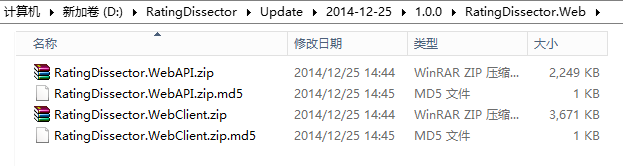 计算机 ▸ 新加卷 (D:) ▸ RatingDissector ▸ Update ▸ 2014-12-25 ▸ 1.0.0 ▸ RatingDissector.Web ▸
名称 修改日期 类型 大小
RatingDissector.WebAPI.zip 2014/12/25 14:44 WinRAR ZIP 压缩... 2,249 KB
RatingDissector.WebAPI.zip.md5 2014/12/25 14:45 MD5 文件 1 KB
RatingDissector.WebClient.zip 2014/12/25 14:44 WinRAR ZIP 压缩... 3,671 KB
RatingDissector.WebClient.zip.md5 2014/12/25 14:45 MD5 文件 1 KB